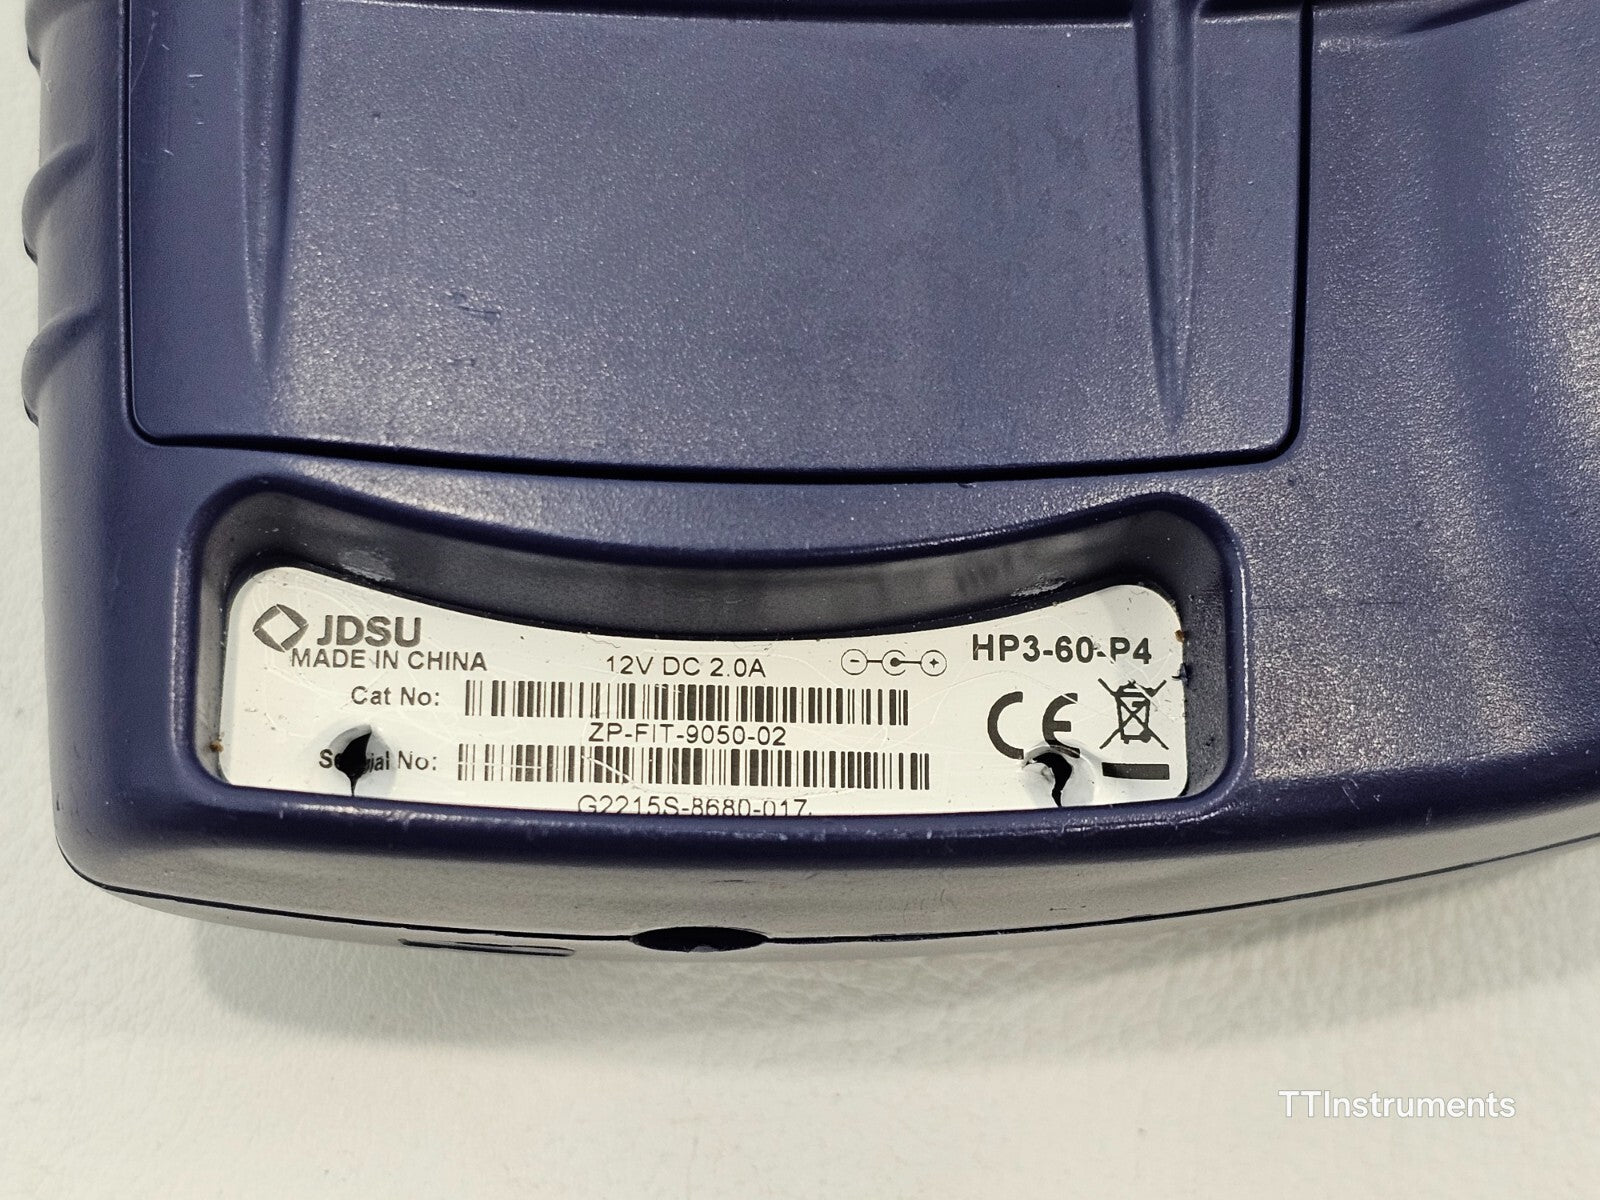 JDSU
MADE IN CHINA
12V DC 2.0A
HP3-60-P4
Cat No:
ZP-FIT-9050-02
CE
No:
G2215S-8680-017
TTInstruments